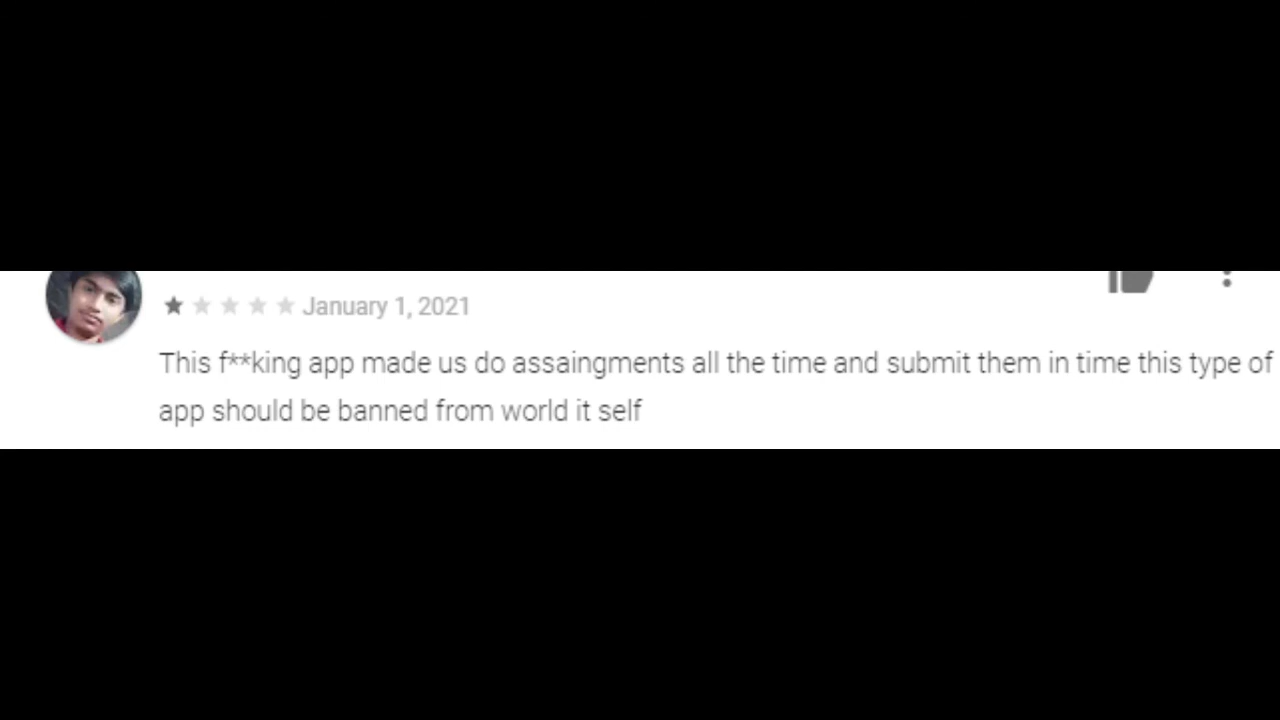 January 1, 2021
This f**king app made us do assaingments all the time and submit them in time this type of
app should be banned from world it self